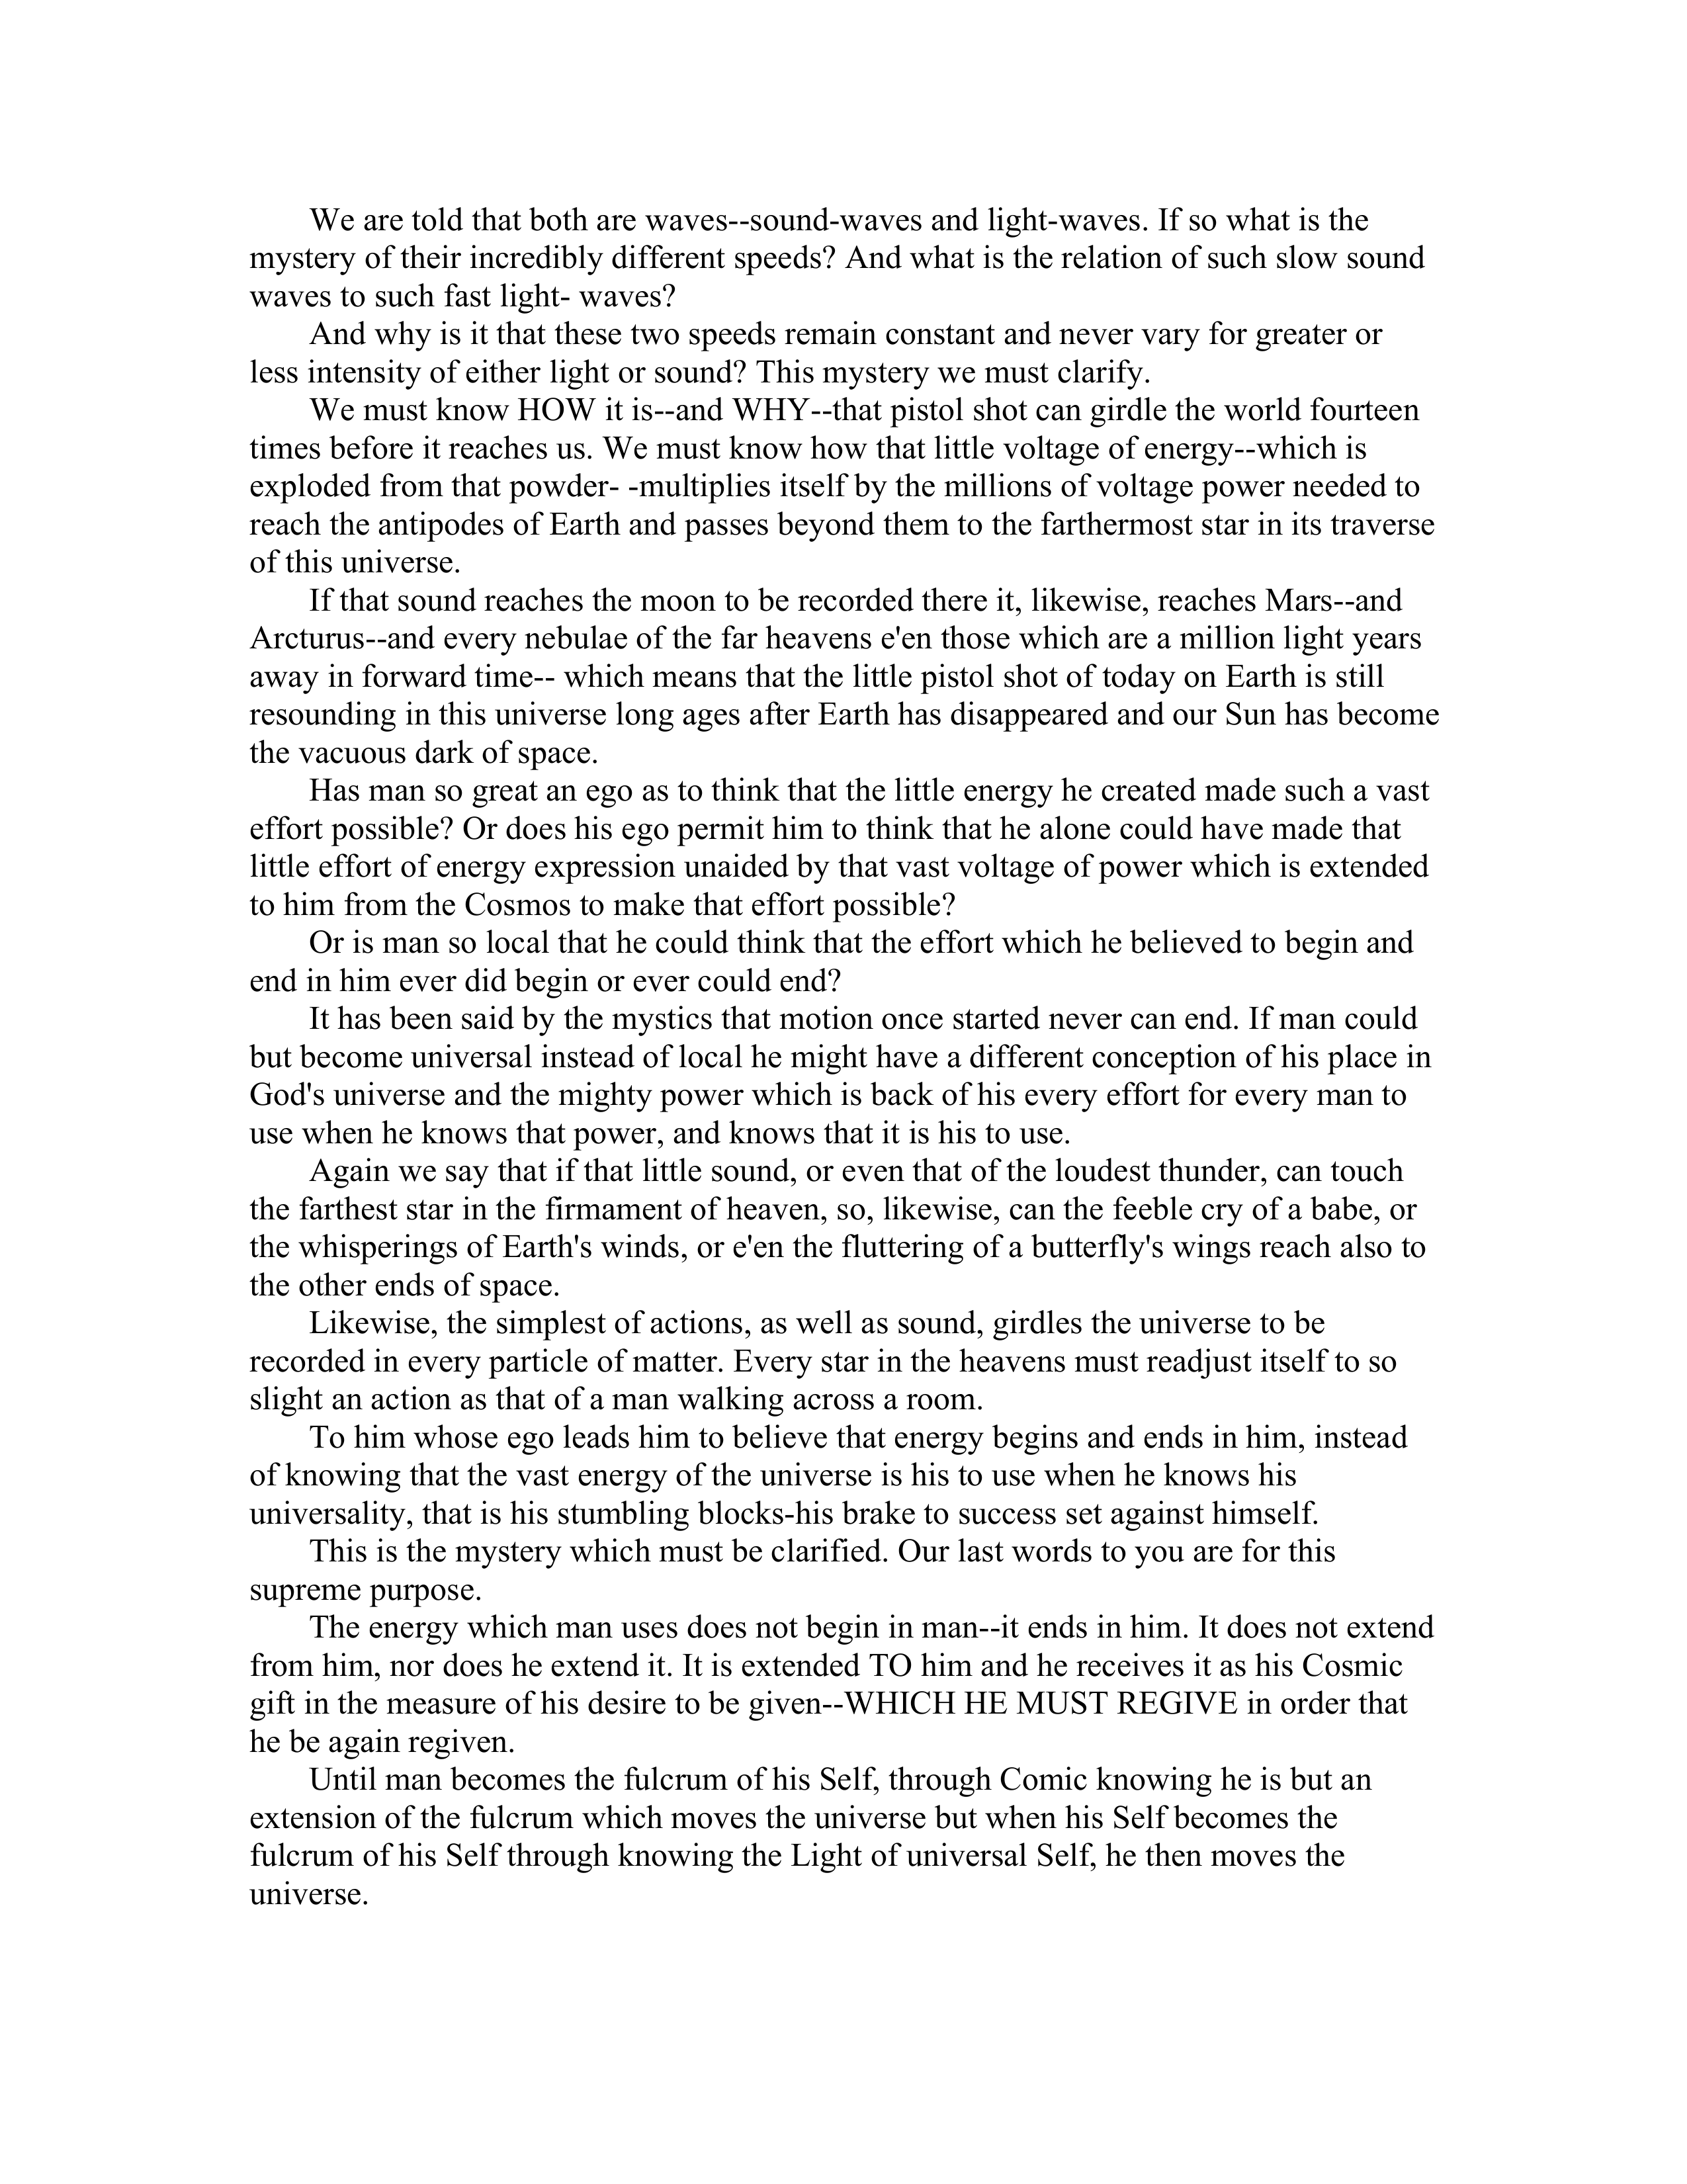 We are told that both are waves--sound-waves and light-waves. If so what is the
mystery of their incredibly different speeds? And what is the relation of such slow sound
waves to such fast light- waves?
And why is it that these two speeds remain constant and never vary for greater or
less intensity of either light or sound? This mystery we must clarify.
We must know HOW it is--and WHY--that pistol shot can girdle the world fourteen
times before it reaches us. We must know how that little voltage of energy--which is
exploded from that powder- -multiplies itself by the millions of voltage power needed to
reach the antipodes of Earth and passes beyond them to the farthermost star in its traverse
of this universe.
If that sound reaches the moon to be recorded there it, likewise, reaches Mars--and
Arcturus--and every nebulae of the far heavens e'en those which are a million light years
away in forward time-- which means that the little pistol shot of today on Earth is still
resounding in this universe long ages after Earth has disappeared and our Sun has become
the vacuous dark of space.
Has man so great an ego as to think that the little energy he created made such a vast
effort possible? Or does his ego permit him to think that he alone could have made that
little effort of energy expression unaided by that vast voltage of power which is extended
to him from the Cosmos to make that effort possible?
Or is man so local that he could think that the effort which he believed to begin and
end in him ever did begin or ever could end?
It has been said by the mystics that motion once started never can end. If man could
but become universal instead of local he might have a different conception of his place in
God's universe and the mighty power which is back of his every effort for every man to
use when he knows that power, and knows that it is his to use.
Again we say that if that little sound, or even that of the loudest thunder, can touch
the farthest star in the firmament of heaven, so, likewise, can the feeble cry of a babe, or
the whisperings of Earth's winds, or e'en the fluttering of a butterfly's wings reach also to
the other ends of space.
Likewise, the simplest of actions, as well as sound, girdles the universe to be
recorded in every particle of matter. Every star in the heavens must readjust itself to so
slight an action as that of a man walking across a room.
To him whose ego leads him to believe that energy begins and ends in him, instead
of knowing that the vast energy of the universe is his to use when he knows his
universality, that is his stumbling blocks-his brake to success set against himself.
This is the mystery which must be clarified. Our last words to you are for this
supreme purpose.
The energy which man uses does not begin in man--it ends in him. It does not extend
from him, nor does he extend it. It is extended TO him and he receives it as his Cosmic
gift in the measure of his desire to be given--WHICH HE MUST REGIVE in order that
he be again regiven.
Until man becomes the fulcrum of his Self, through Comic knowing he is but an
extension of the fulcrum which moves the universe but when his Self becomes the
fulcrum of his Self through knowing the Light of universal Self, he then moves the
universe.